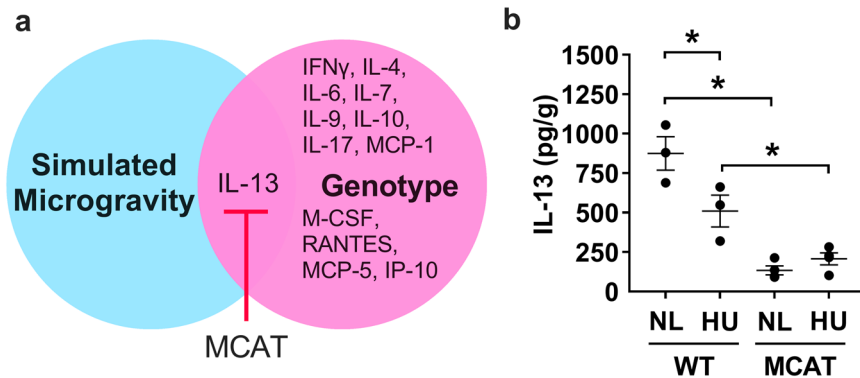 a
Simulated
Microgravity
IL-13
IFNγ, IL-4,
IL-6, IL-7,
IL-9, IL-10,
IL-17, MCP-1
Genotype
M-CSF,
RANTES,
MCP-5, IP-10
MCAT
b
IL-13 (pg/g)
1500
1250
1000
750
500
250
0
*
*
*
NL HU NL HU
WT MCAT